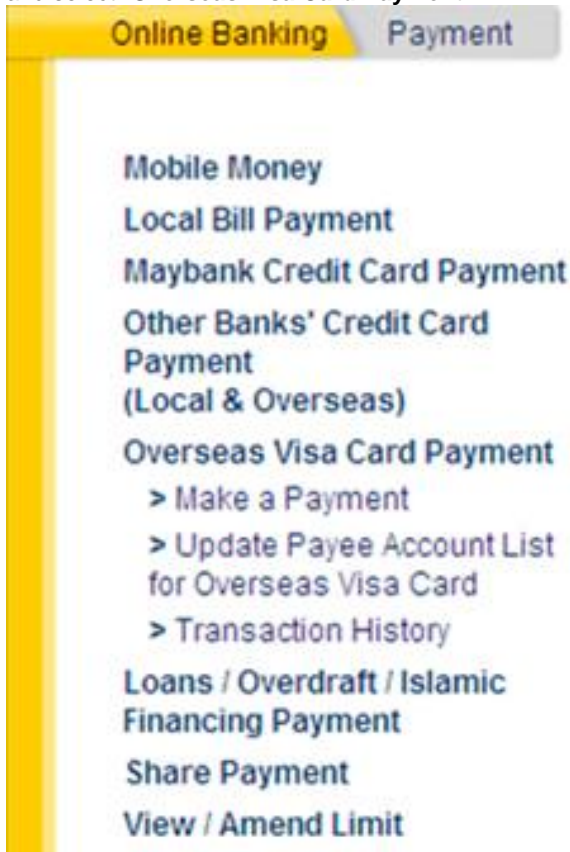 Online Banking Payment
Mobile Money
Local Bill Payment
Maybank Credit Card Payment
Other Banks' Credit Card
Payment
(Local & Overseas)
Overseas Visa Card Payment
> Make a Payment
> Update Payee Account List
for Overseas Visa Card
> Transaction History
Loans / Overdraft / Islamic
Financing Payment
Share Payment
View / Amend Limit